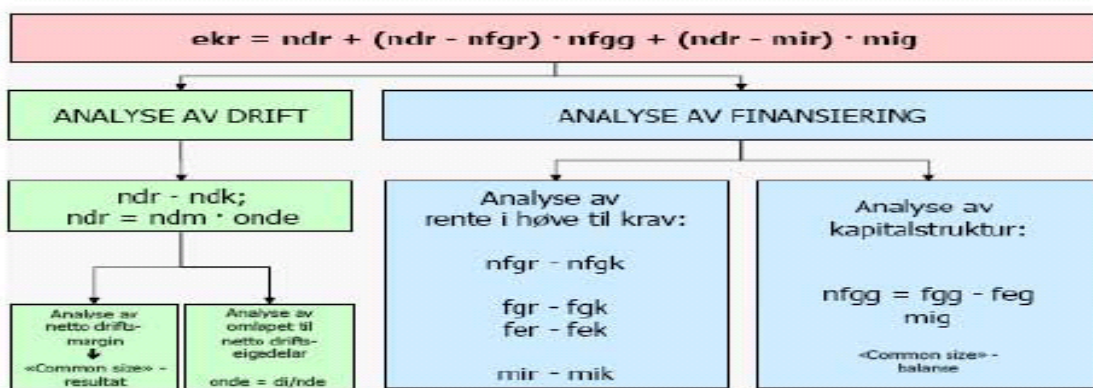 ekr = ndr + (ndr - nfgr) · nfgg + (ndr - mir) · mig
ANALYSE AV DRIFT
ANALYSE AV FINANSIERING
ndr - ndk;
ndr = ndm · onde
Analyse av
netto drifts-
margin
«Common size» -
resultat
Analyse av
omløpet til
netto drifts-
eigedelar
onde = di/nde
Analyse av
rente i høve til krav:
nfgr - nfgk
fgr - fgk
fer - fek
mir - mik
Analyse av
kapitalstruktur:
nfgg = fgg - feg
mig
«Common size» -
balanse